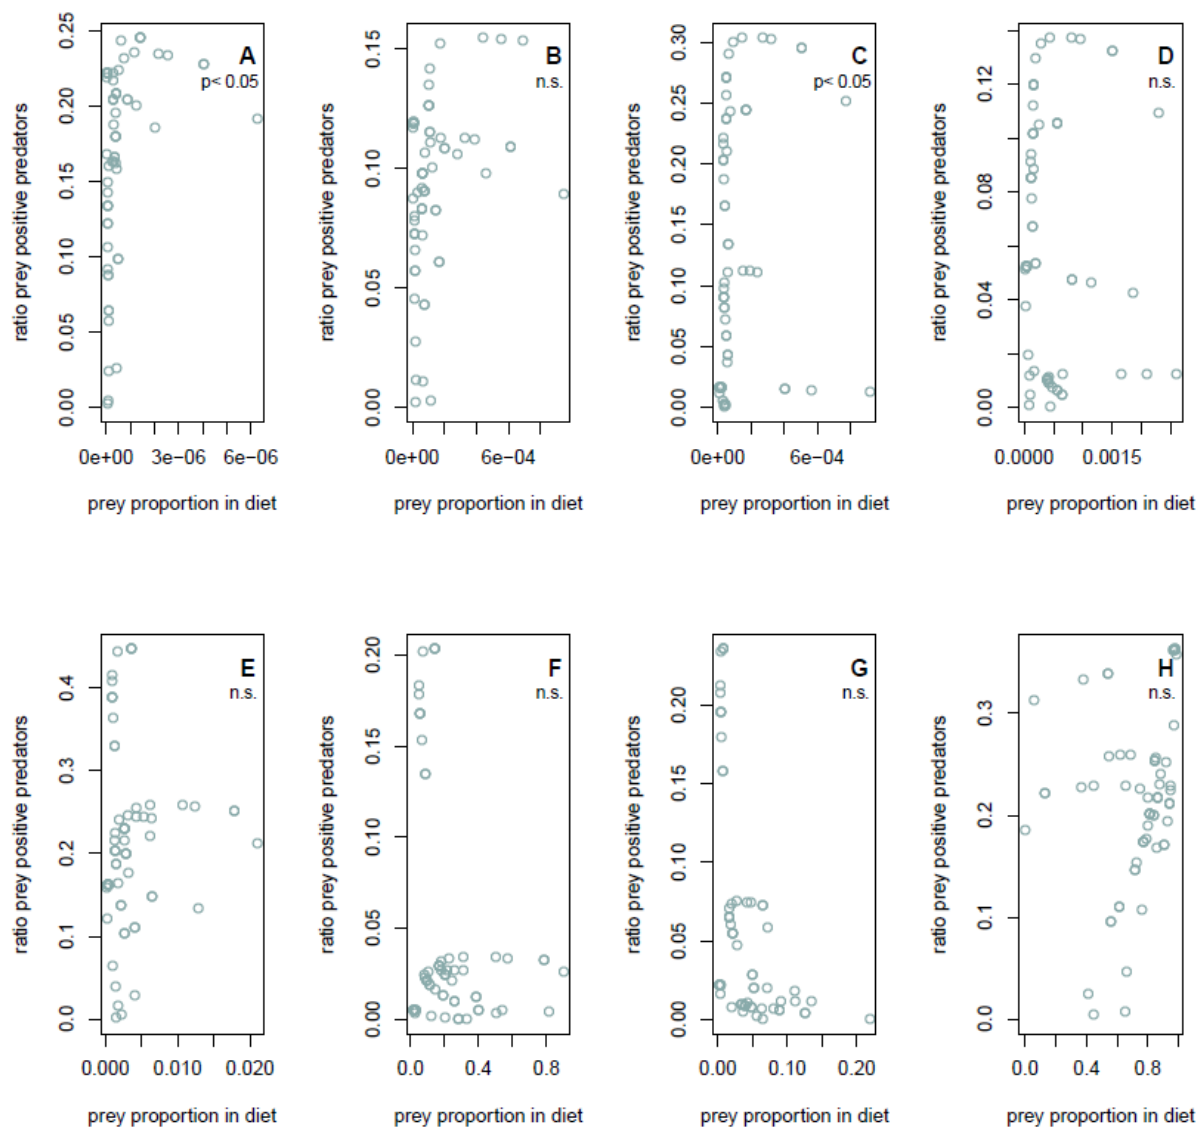 A
p< 0.05
ratio prey positive predators
0.00 0.05 0.10 0.15 0.20 0.25
0e+00 3e−06 6e−06
prey proportion in diet
B
n.s.
ratio prey positive predators
0.00 0.05 0.10 0.15
0e+00 6e−04
prey proportion in diet
C
p< 0.05
ratio prey positive predators
0.00 0.05 0.10 0.15 0.20 0.25 0.30
0e+00 6e−04
prey proportion in diet
D
n.s.
ratio prey positive predators
0.00 0.04 0.08 0.12
0.0000 0.0015
prey proportion in diet
E
n.s.
ratio prey positive predators
0.0 0.1 0.2 0.3 0.4
0.000 0.010 0.020
prey proportion in diet
F
n.s.
ratio prey positive predators
0.00 0.05 0.10 0.15 0.20
0.0 0.4 0.8
prey proportion in diet
G
n.s.
ratio prey positive predators
0.00 0.05 0.10 0.15 0.20
0.00 0.10 0.20
prey proportion in diet
H
n.s.
ratio prey positive predators
0.0 0.1 0.2 0.3
0.0 0.4 0.8
prey proportion in diet